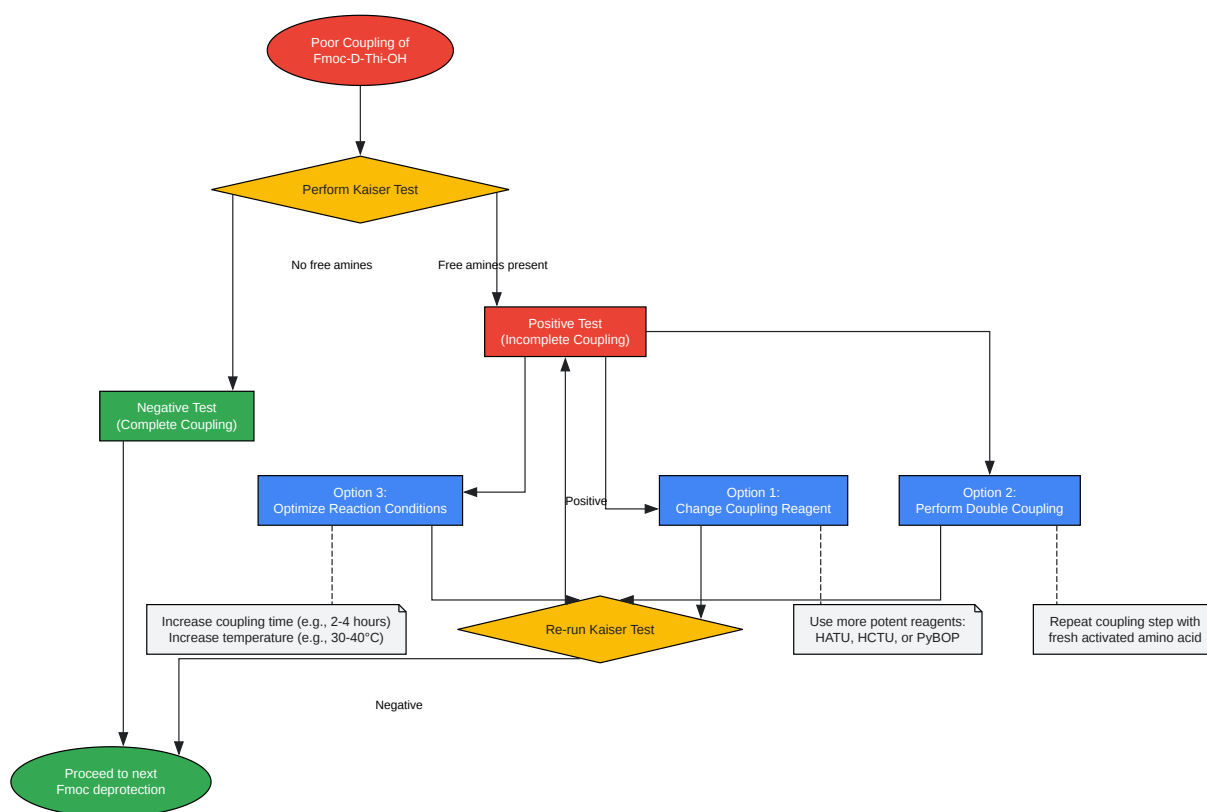 Poor Coupling of
Fmoc-D-Thi-OH
Perform Kaiser Test
No free amines
Free amines present
Positive Test
(Incomplete Coupling)
Negative Test
(Complete Coupling)
Option 3:
Optimize Reaction Conditions
Positive
Option 1:
Change Coupling Reagent
Option 2:
Perform Double Coupling
Increase coupling time (e.g., 2-4 hours)
Increase temperature (e.g., 30-40°C)
Re-run Kaiser Test
Use more potent reagents:
HATU, HCTU, or PyBOP
Repeat coupling step with
fresh activated amino acid
Negative
Proceed to next
Fmoc deprotection